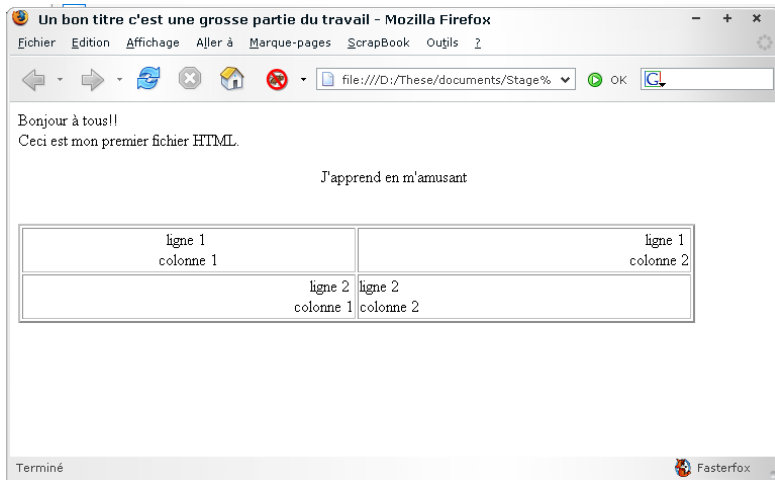 Un bon titre c'est une grosse partie du travail - Mozilla Firefox
Fichier Edition Affichage Aller à Marque-pages ScrapBook Outils ?
file:///D:/These/documents/Stage% OK
Bonjour à tous!!
Ceci est mon premier fichier HTML.
J'apprend en m'amusant
ligne 1
colonne 1
ligne 1
colonne 2
ligne 2
colonne 1
ligne 2
colonne 2
Terminé Fasterfox